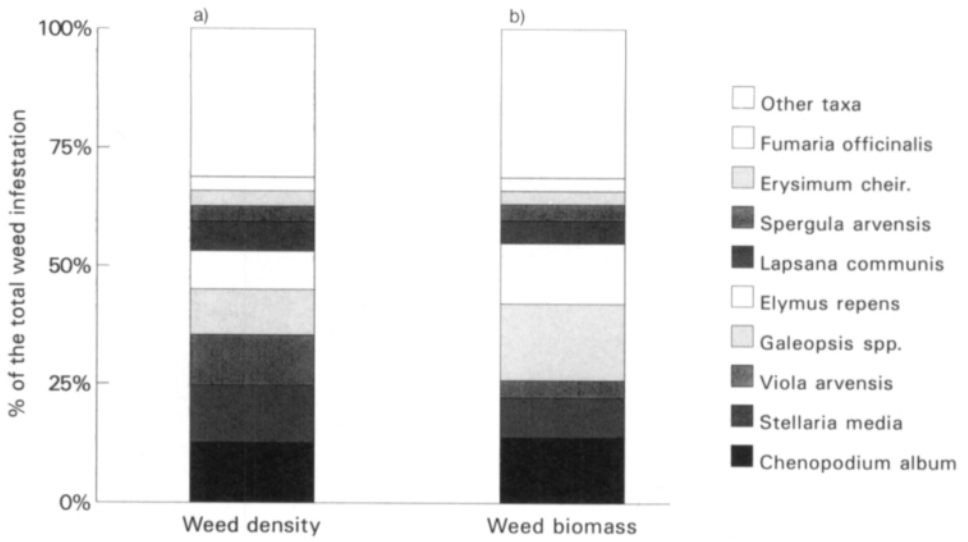 a)
b)
100%
75%
50%
25%
0%
% of the total weed infestation
Weed density
Weed biomass
Other taxa
Fumaria officinalis
Erysimum cheir.
Spergula arvensis
Lapsana communis
Elymus repens
Galeopsis spp.
Viola arvensis
Stellaria media
Chenopodium album